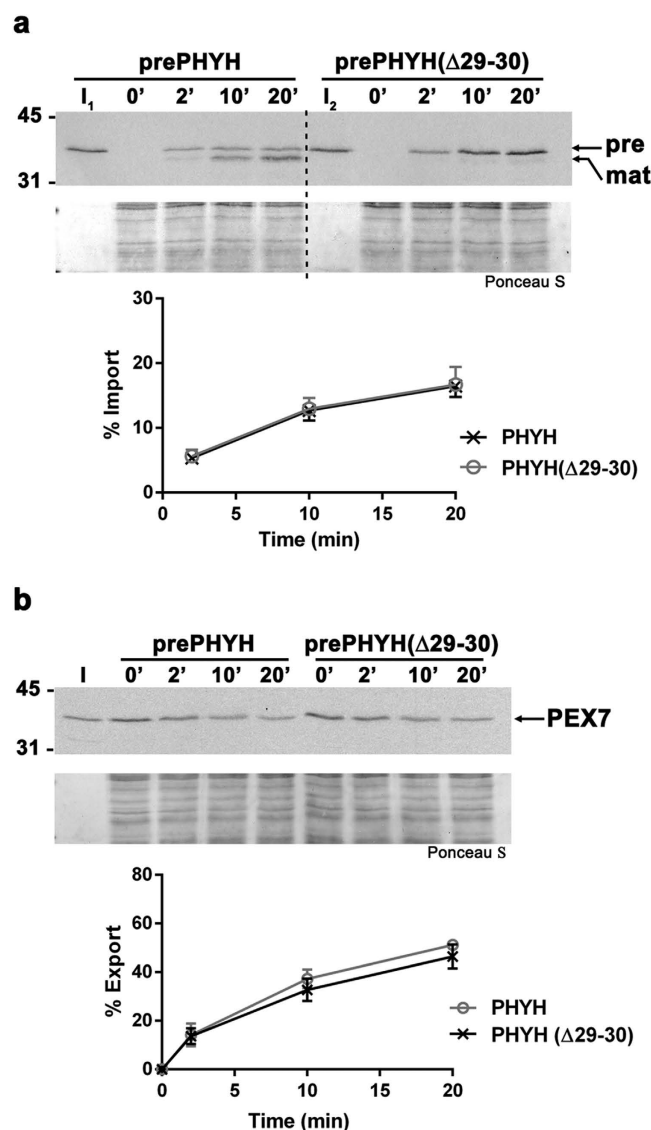 a
prePHYH prePHYH(Δ29-30)
I1 0’ 2’ 10’ 20’ I2 0’ 2’ 10’ 20’
45
pre
mat
31
Ponceau S
30
20
10
0
% Import
PHYH
PHYH(Δ29-30)
0 5 10 15 20
Time (min)
b
prePHYH prePHYH(Δ29-30)
I 0’ 2’ 10’ 20’ 0’ 2’ 10’ 20’
45
PEX7
31
Ponceau S
80
60
40
20
0
% Export
PHYH
PHYH (Δ29-30)
0 5 10 15 20
Time (min)